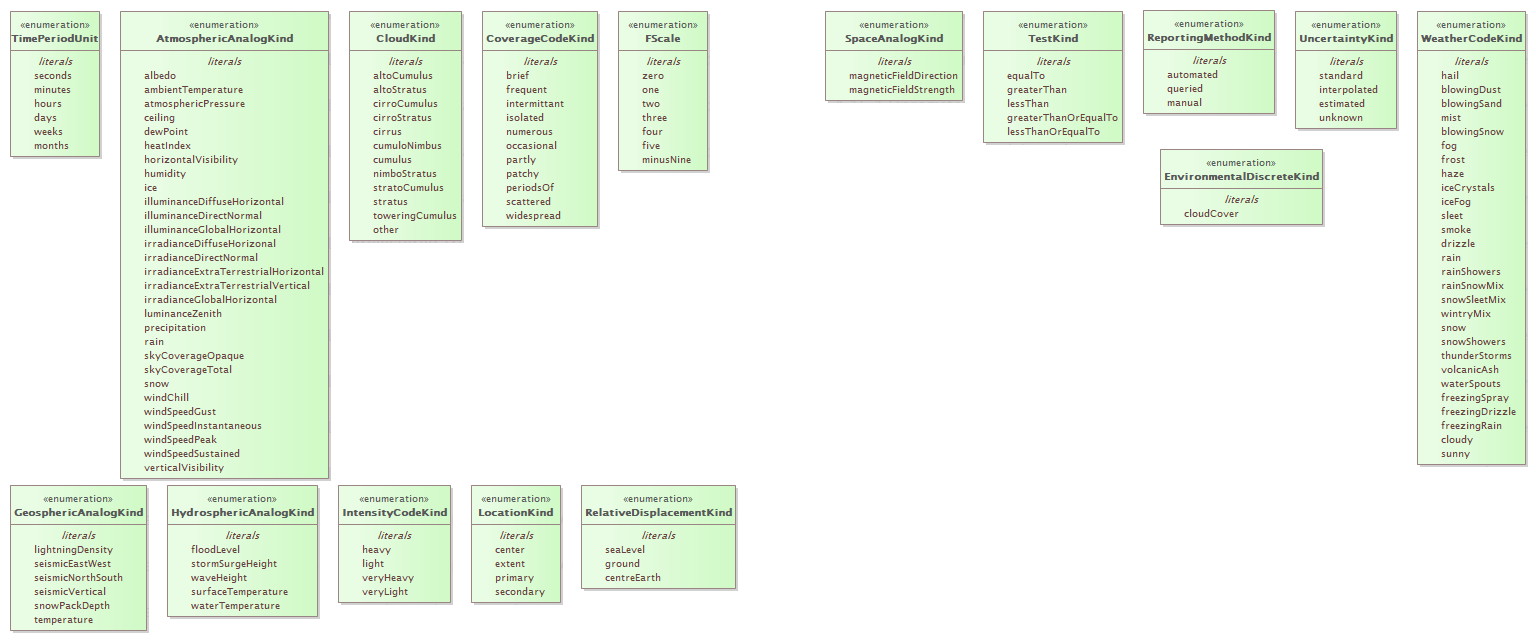 «enumeration»
TimePeriodUnit
literals
seconds
minutes
hours
days
weeks
months
«enumeration»
AtmosphericAnalogKind
literals
albedo
ambientTemperature
atmosphericPressure
ceiling
dewPoint
heatIndex
horizontalVisibility
humidity
ice
illuminanceDiffuseHorizontal
illuminanceDirectNormal
illuminanceGlobalHorizontal
irradianceDiffuseHorizonal
irradianceDirectNormal
irradianceExtraTerrestrialHorizontal
irradianceExtraTerrestrialVertical
irradianceGlobalHorizontal
luminanceZenith
precipitation
rain
skyCoverageOpaque
skyCoverageTotal
snow
windChill
windSpeedGust
windSpeedInstantaneous
windSpeedPeak
windSpeedSustained
verticalVisibility
«enumeration»
CloudKind
literals
altoCumulus
altoStratus
cirroCumulus
cirroStratus
cirrus
cumuloNimbus
cumulus
nimboStratus
stratoCumulus
stratus
toweringCumulus
other
«enumeration»
CoverageCodeKind
literals
brief
frequent
intermittant
isolated
numerous
occasional
partly
patchy
periodsOf
scattered
widespread
«enumeration»
FScale
literals
zero
one
two
three
four
five
minusNine
«enumeration»
SpaceAnalogKind
literals
magneticFieldDirection
magneticFieldStrength
«enumeration»
TestKind
literals
equalTo
greaterThan
lessThan
greaterThanOrEqualTo
lessThanOrEqualTo
«enumeration»
ReportingMethodKind
literals
automated
queried
manual
«enumeration»
UncertaintyKind
literals
standard
interpolated
estimated
unknown
«enumeration»
EnvironmentalDiscreteKind
literals
cloudCover
«enumeration»
WeatherCodeKind
literals
hail
blowingDust
blowingSand
mist
blowingSnow
fog
frost
haze
iceCrystals
iceFog
sleet
smoke
drizzle
rain
rainShowers
rainSnowMix
snowSleetMix
wintryMix
snow
snowShowers
thunderStorms
volcanicAsh
waterSpouts
freezingSpray
freezingDrizzle
freezingRain
cloudy
sunny
«enumeration»
GeosphericAnalogKind
literals
lightningDensity
seismicEastWest
seismicNorthSouth
seismicVertical
snowPackDepth
temperature
«enumeration»
HydrosphericAnalogKind
literals
floodLevel
stormSurgeHeight
waveHeight
surfaceTemperature
waterTemperature
«enumeration»
IntensityCodeKind
literals
heavy
light
veryHeavy
veryLight
«enumeration»
LocationKind
literals
center
extent
primary
secondary
«enumeration»
RelativeDisplacementKind
literals
seaLevel
ground
centreEarth